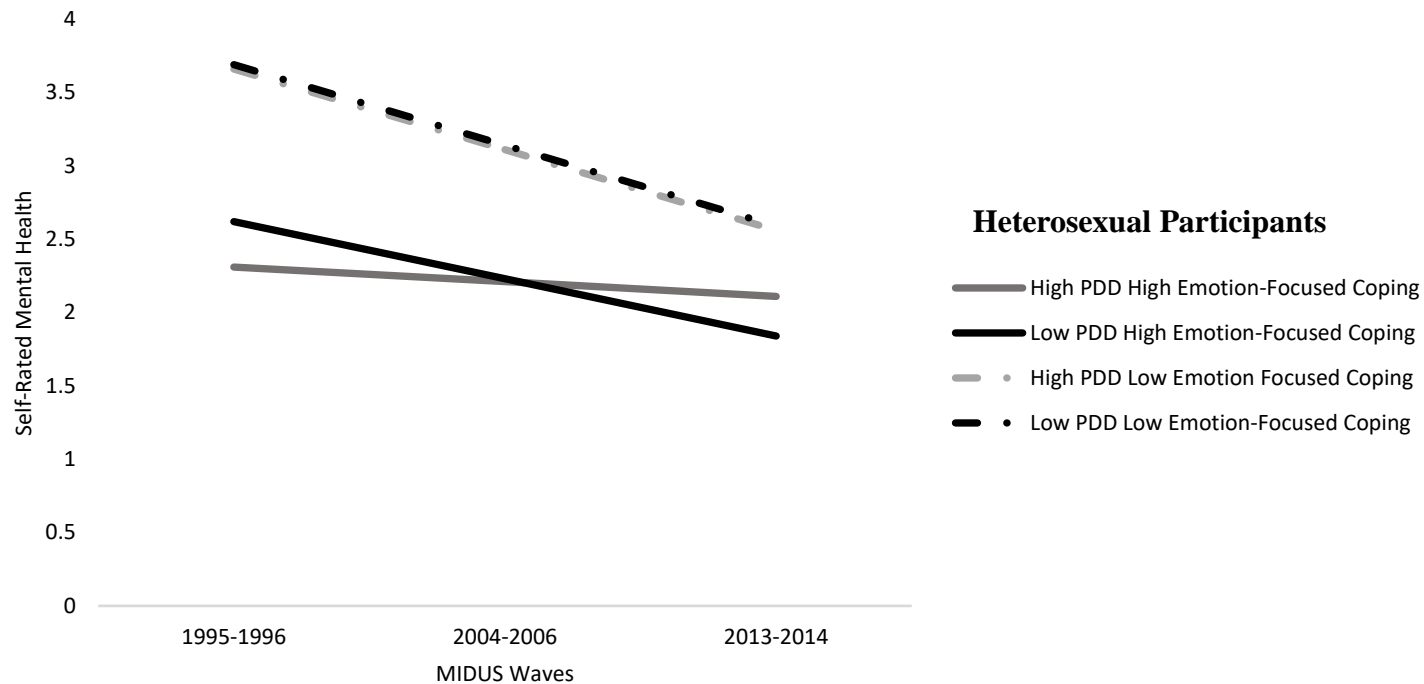 4
3.5
3
2.5
2
1.5
1
0.5
0
Self-Rated Mental Health
1995-1996
2004-2006
2013-2014
MIDUS Waves
Heterosexual Participants
High PDD High Emotion-Focused Coping
Low PDD High Emotion-Focused Coping
High PDD Low Emotion Focused Coping
Low PDD Low Emotion-Focused Coping